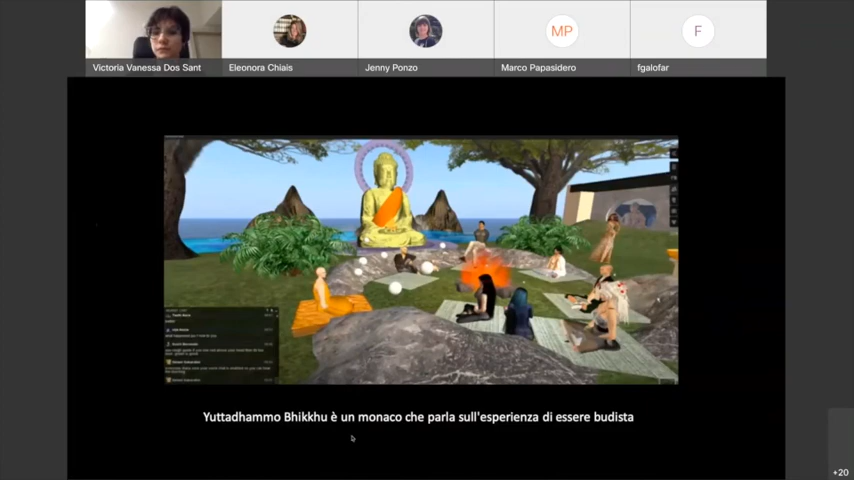 MP
F
Victoria Vanessa Dos Sant
Eleonora Chiais
Jenny Ponzo
Marco Papasidero
fgalofar
Yuttadhammo Bhikkhu è un monaco che parla sull'esperienza di essere budista
+20